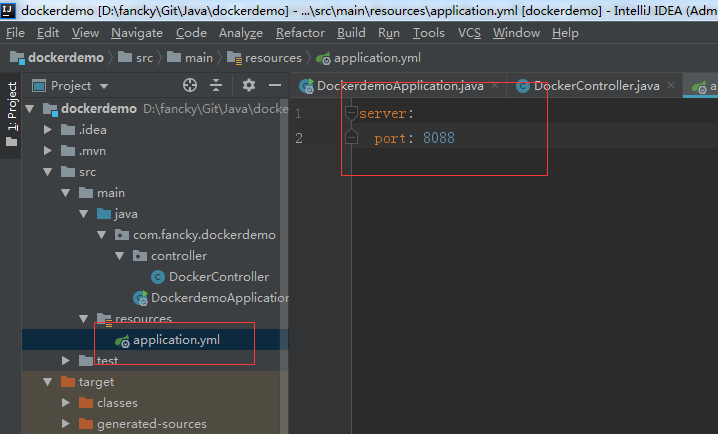 dockerdemo [D:\fancky\Git\Java\dockerdemo] - ...\src\main\resources\application.yml [dockerdemo] - IntelliJ IDEA (Adm
File Edit View Navigate Code Analyze Refactor Build Run Tools VCS Window Help
dockerdemo src main resources application.yml
1: Project
Project
DockerdemoApplication.java DockerController.java a
dockerdemo D:\fancky\Git\Java\docke
.idea
.mvn
src
main
java
com.fancky.dockerdemo
controller
DockerController
DockerdemoApplication
resources
application.yml
test
target
classes
generated-sources
1 server:
2 port: 8088